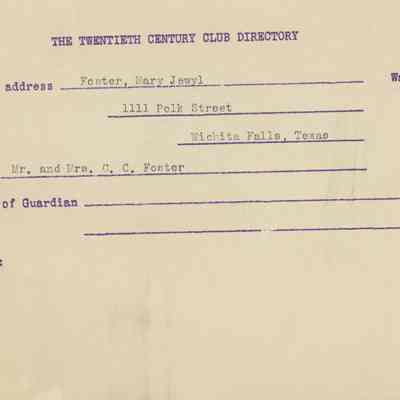 THE TWENTIETH CENTURY CLUB DIRECTORY
address Foster, Mary Jewyl
1111 Polk Street
Wichita Falls, Texas
Mr. and Mrs. C. C. Foster
of Guardian